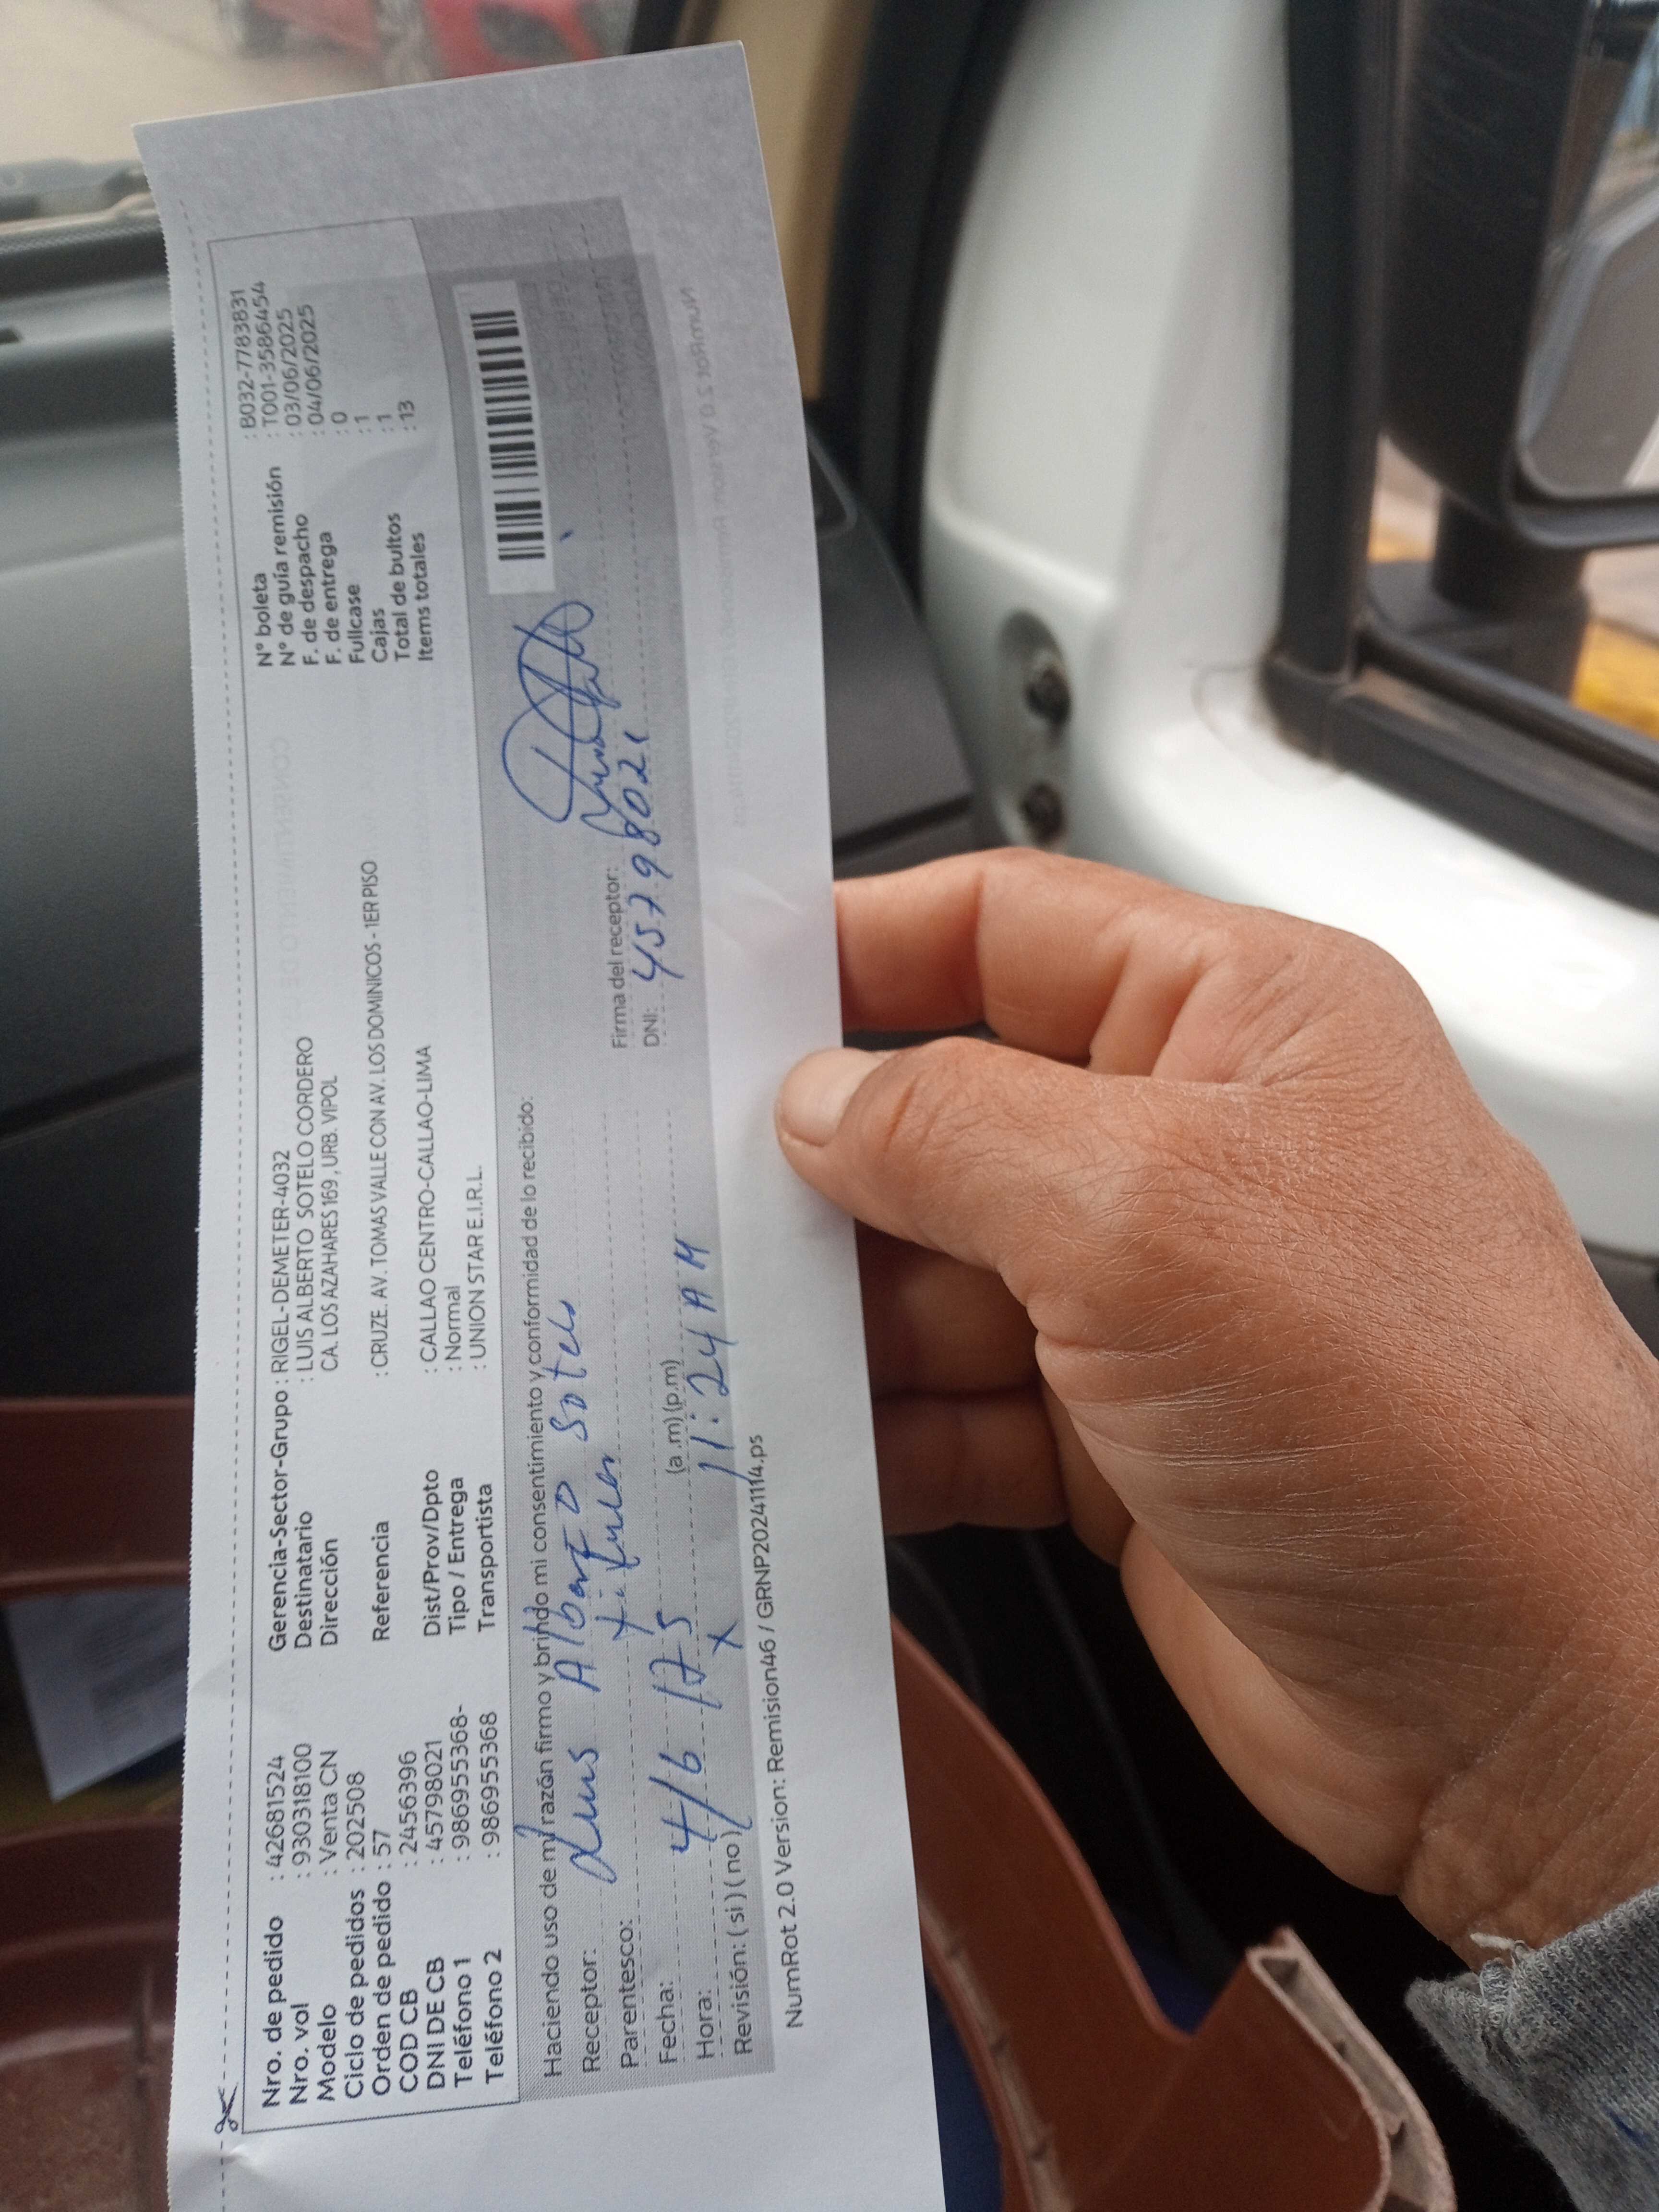 Nro. de pedido : 42681524 Gerencia-Sector-Grupo : RIGEL-DEMETER-4032 N° boleta : B032-7783831
Nro. vol : 930318100 Destinatario : LUIS ALBERTO SOTELO CORDERO N° de guía remisión : T001-3586454
Modelo : Venta CN Dirección CA. LOS AZAHARES 169 , URB. VIPOL F. de despacho : 03/06/2025
Ciclo de pedidos : 202508 F. de entrega : 04/06/2025
Orden de pedido : 57 Referencia : CRUZE. AV. TOMAS VALLE CON AV. LOS DOMINICOS - 1ER PISO Fullcase : 0
COD CB : 2456396 Cajas : 1
DNI DE CB : 45798021 Dist/Prov/Dpto : CALLAO CENTRO-CALLAO-LIMA Total de bultos : 1
Teléfono 1 : 986955368- Tipo / Entrega : Normal Items totales : 13
Teléfono 2 : 986955368 Transportista : UNION STAR E.I.R.L.
Haciendo uso de mi razón firmo y brindo mi consentimiento y conformidad de lo recibido:
Receptor: Luis Alberto Sotelo
Parentesco: Titular Firma del receptor:
Fecha: 4/6 DNI: 45798021
Hora: (a.m) (p.m) 1:24 AM
Revisión: ( si ) ( no ) X
NumRot 2.0 Version: Remision46 / GRNP20241114.ps